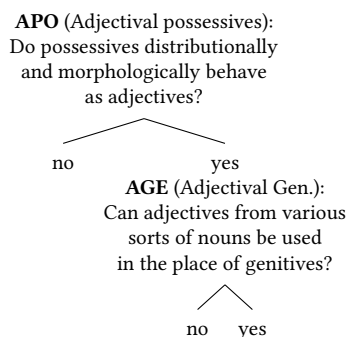 APO (Adjectival possessives):
Do possessives distributionally
and morphologically behave
as adjectives?
no yes
AGE (Adjectival Gen.):
Can adjectives from various
sorts of nouns be used
in the place of genitives?
no yes